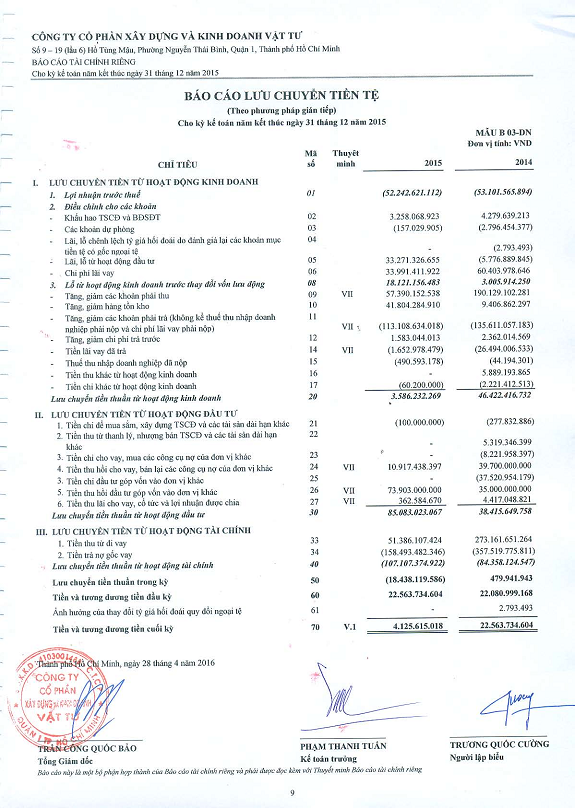 CÔNG TY CỔ PHẦN XÂY DỰNG VÀ KINH DOANH VẬT TƯ
Số 9 – 19 (lầu 6) Hồ Tùng Mậu, Phường Nguyễn Thái Bình, Quận 1, Thành phố Hồ Chí Minh
BÁO CÁO TÀI CHÍNH RIÊNG
Cho kỳ kế toán năm kết thúc ngày 31 tháng 12 năm 2015
BÁO CÁO LƯU CHUYỂN TIỀN TỆ
(Theo phương pháp gián tiếp)
Cho kỳ kế toán năm kết thúc ngày 31 tháng 12 năm 2015
MẪU B 03-DN
Đơn vị tính: VND
CHỈ TIÊU Mã số Thuyết minh 2015 2014
I. LƯU CHUYỂN TIỀN TỪ HOẠT ĐỘNG KINH DOANH
1. Lợi nhuận trước thuế 01 (52.242.621.112) (53.101.565.894)
2. Điều chỉnh cho các khoản
- Khấu hao TSCĐ và BĐSĐT 02 3.258.068.923 4.279.639.213
- Các khoản dự phòng 03 (157.029.905) (2.796.454.377)
- Lãi, lỗ chênh lệch tỷ giá hối đoái do đánh giá lại các khoản mục 04
tiền tệ có gốc ngoại tệ - (2.793.493)
- Lãi, lỗ từ hoạt động đầu tư 05 33.271.326.655 (5.776.889.845)
- Chi phí lãi vay 06 33.991.411.922 60.403.978.646
3. Lỗ từ hoạt động kinh doanh trước thay đổi vốn lưu động 08 18.121.156.483 3.005.914.250
- Tăng, giảm các khoản phải thu 09 VII 57.390.152.538 190.129.102.281
- Tăng, giảm hàng tồn kho 10 41.804.284.910 9.406.862.297
- Tăng, giảm các khoản phải trả (không kể thuế thu nhập doanh 11
nghiệp phải nộp và chi phí lãi vay phải nộp) VII (113.108.634.018) (135.611.057.183)
- Tăng, giảm chi phí trả trước 12 1.583.044.013 2.362.014.569
- Tiền lãi vay đã trả 14 VII (1.652.978.479) (26.494.006.533)
- Thuế thu nhập doanh nghiệp đã nộp 15 (490.593.178) (44.194.301)
- Tiền thu khác từ hoạt động kinh doanh 16 - 5.889.193.865
- Tiền chi khác từ hoạt động kinh doanh 17 (60.200.000) (2.221.412.513)
Lưu chuyển tiền thuần từ hoạt động kinh doanh 20 3.586.232.269 46.422.416.732
II. LƯU CHUYỂN TIỀN TỪ HOẠT ĐỘNG ĐẦU TƯ
1. Tiền chi để mua sắm, xây dựng TSCĐ và các tài sản dài hạn khác 21 (100.000.000) (277.832.886)
2. Tiền thu từ thanh lý, nhượng bán TSCĐ và các tài sản dài hạn 22
khác - 5.319.346.399
3. Tiền chi cho vay, mua các công cụ nợ của đơn vị khác 23 - (8.221.958.397)
4. Tiền thu hồi cho vay, bán lại các công cụ nợ của đơn vị khác 24 VII 10.917.438.397 39.700.000.000
3. Tiền chi đầu tư góp vốn vào đơn vị khác 25 - (37.520.954.179)
5. Tiền thu hồi đầu tư góp vốn vào đơn vị khác 26 VII 73.903.000.000 35.000.000.000
6. Tiền thu lãi cho vay, cổ tức và lợi nhuận được chia 27 VII 362.584.670 4.417.048.821
Lưu chuyển tiền thuần từ hoạt động đầu tư 30 85.083.023.067 38.415.649.758
III. LƯU CHUYỂN TIỀN TỪ HOẠT ĐỘNG TÀI CHÍNH
1. Tiền thu từ đi vay 33 51.386.107.424 273.161.651.264
2. Tiền trả nợ gốc vay 34 (158.493.482.346) (357.519.775.811)
Lưu chuyển tiền thuần từ hoạt động tài chính 40 (107.107.374.922) (84.358.124.547)
Lưu chuyển tiền thuần trong kỳ 50 (18.438.119.586) 479.941.943
Tiền và tương đương tiền đầu kỳ 60 22.563.734.604 22.080.999.168
Ảnh hưởng của thay đổi tỷ giá hối đoái quy đổi ngoại tệ 61 - 2.793.493
Tiền và tương đương tiền cuối kỳ 70 V.1 4.125.615.018 22.563.734.604
Thành phố Hồ Chí Minh, ngày 28 tháng 4 năm 2016
CÔNG TY
CỔ PHẦN
XÂY DỰNG VÀ KINH DOANH
VẬT TƯ
TRẦN CÔNG QUỐC BẢO PHẠM THANH TUẤN TRƯƠNG QUỐC CƯỜNG
Tổng Giám đốc Kế toán trưởng Người lập biểu
Báo cáo này là một bộ phận hợp thành của Báo cáo tài chính riêng và phải được đọc kèm với Thuyết minh Báo cáo tài chính riêng
9